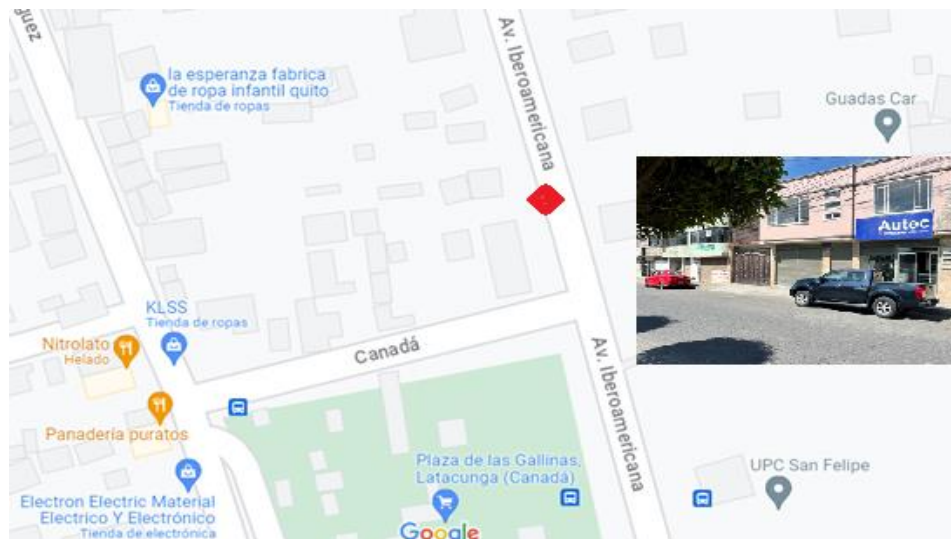 guez
la esperanza fabrica
de ropa infantil quito
Tienda de ropas
Av. Iberoamericana
Guadas Car
Autec
KLSS
Tienda de ropas
Nitrolato
Helado
Canadá
Av. Iberoamericana
Panadería puratos
Plaza de las Gallinas,
Latacunga (Canadá)
UPC San Felipe
Electron Electric Material
Electrico Y Electrónico
Tienda de electrónica
Google